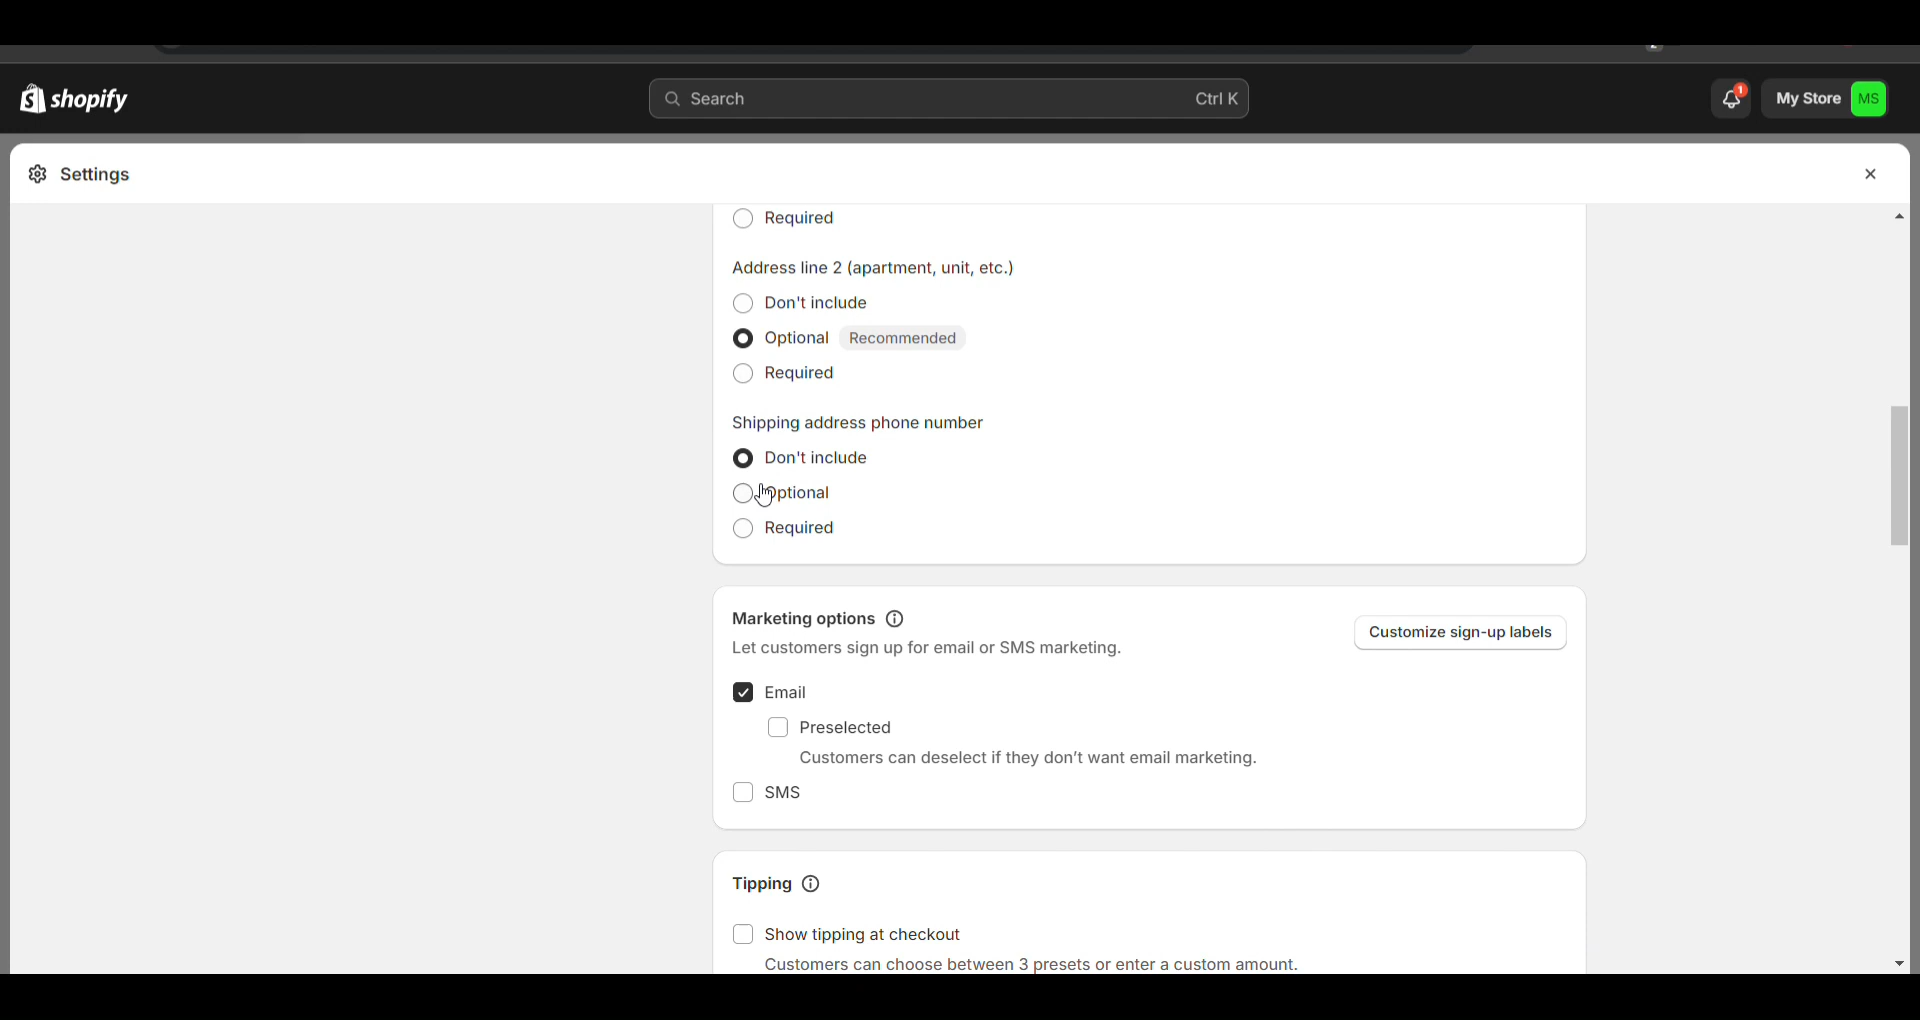 shopify
Search Ctrl K
1
My Store MS
Settings
Required
Address line 2 (apartment, unit, etc.)
Don't include
Optional Recommended
Required
Shipping address phone number
Don't include
Optional
Required
Marketing options
Let customers sign up for email or SMS marketing.
Customize sign-up labels
Email
Preselected
Customers can deselect if they don’t want email marketing.
SMS
Tipping
Show tipping at checkout
Customers can choose between 3 presets or enter a custom amount.